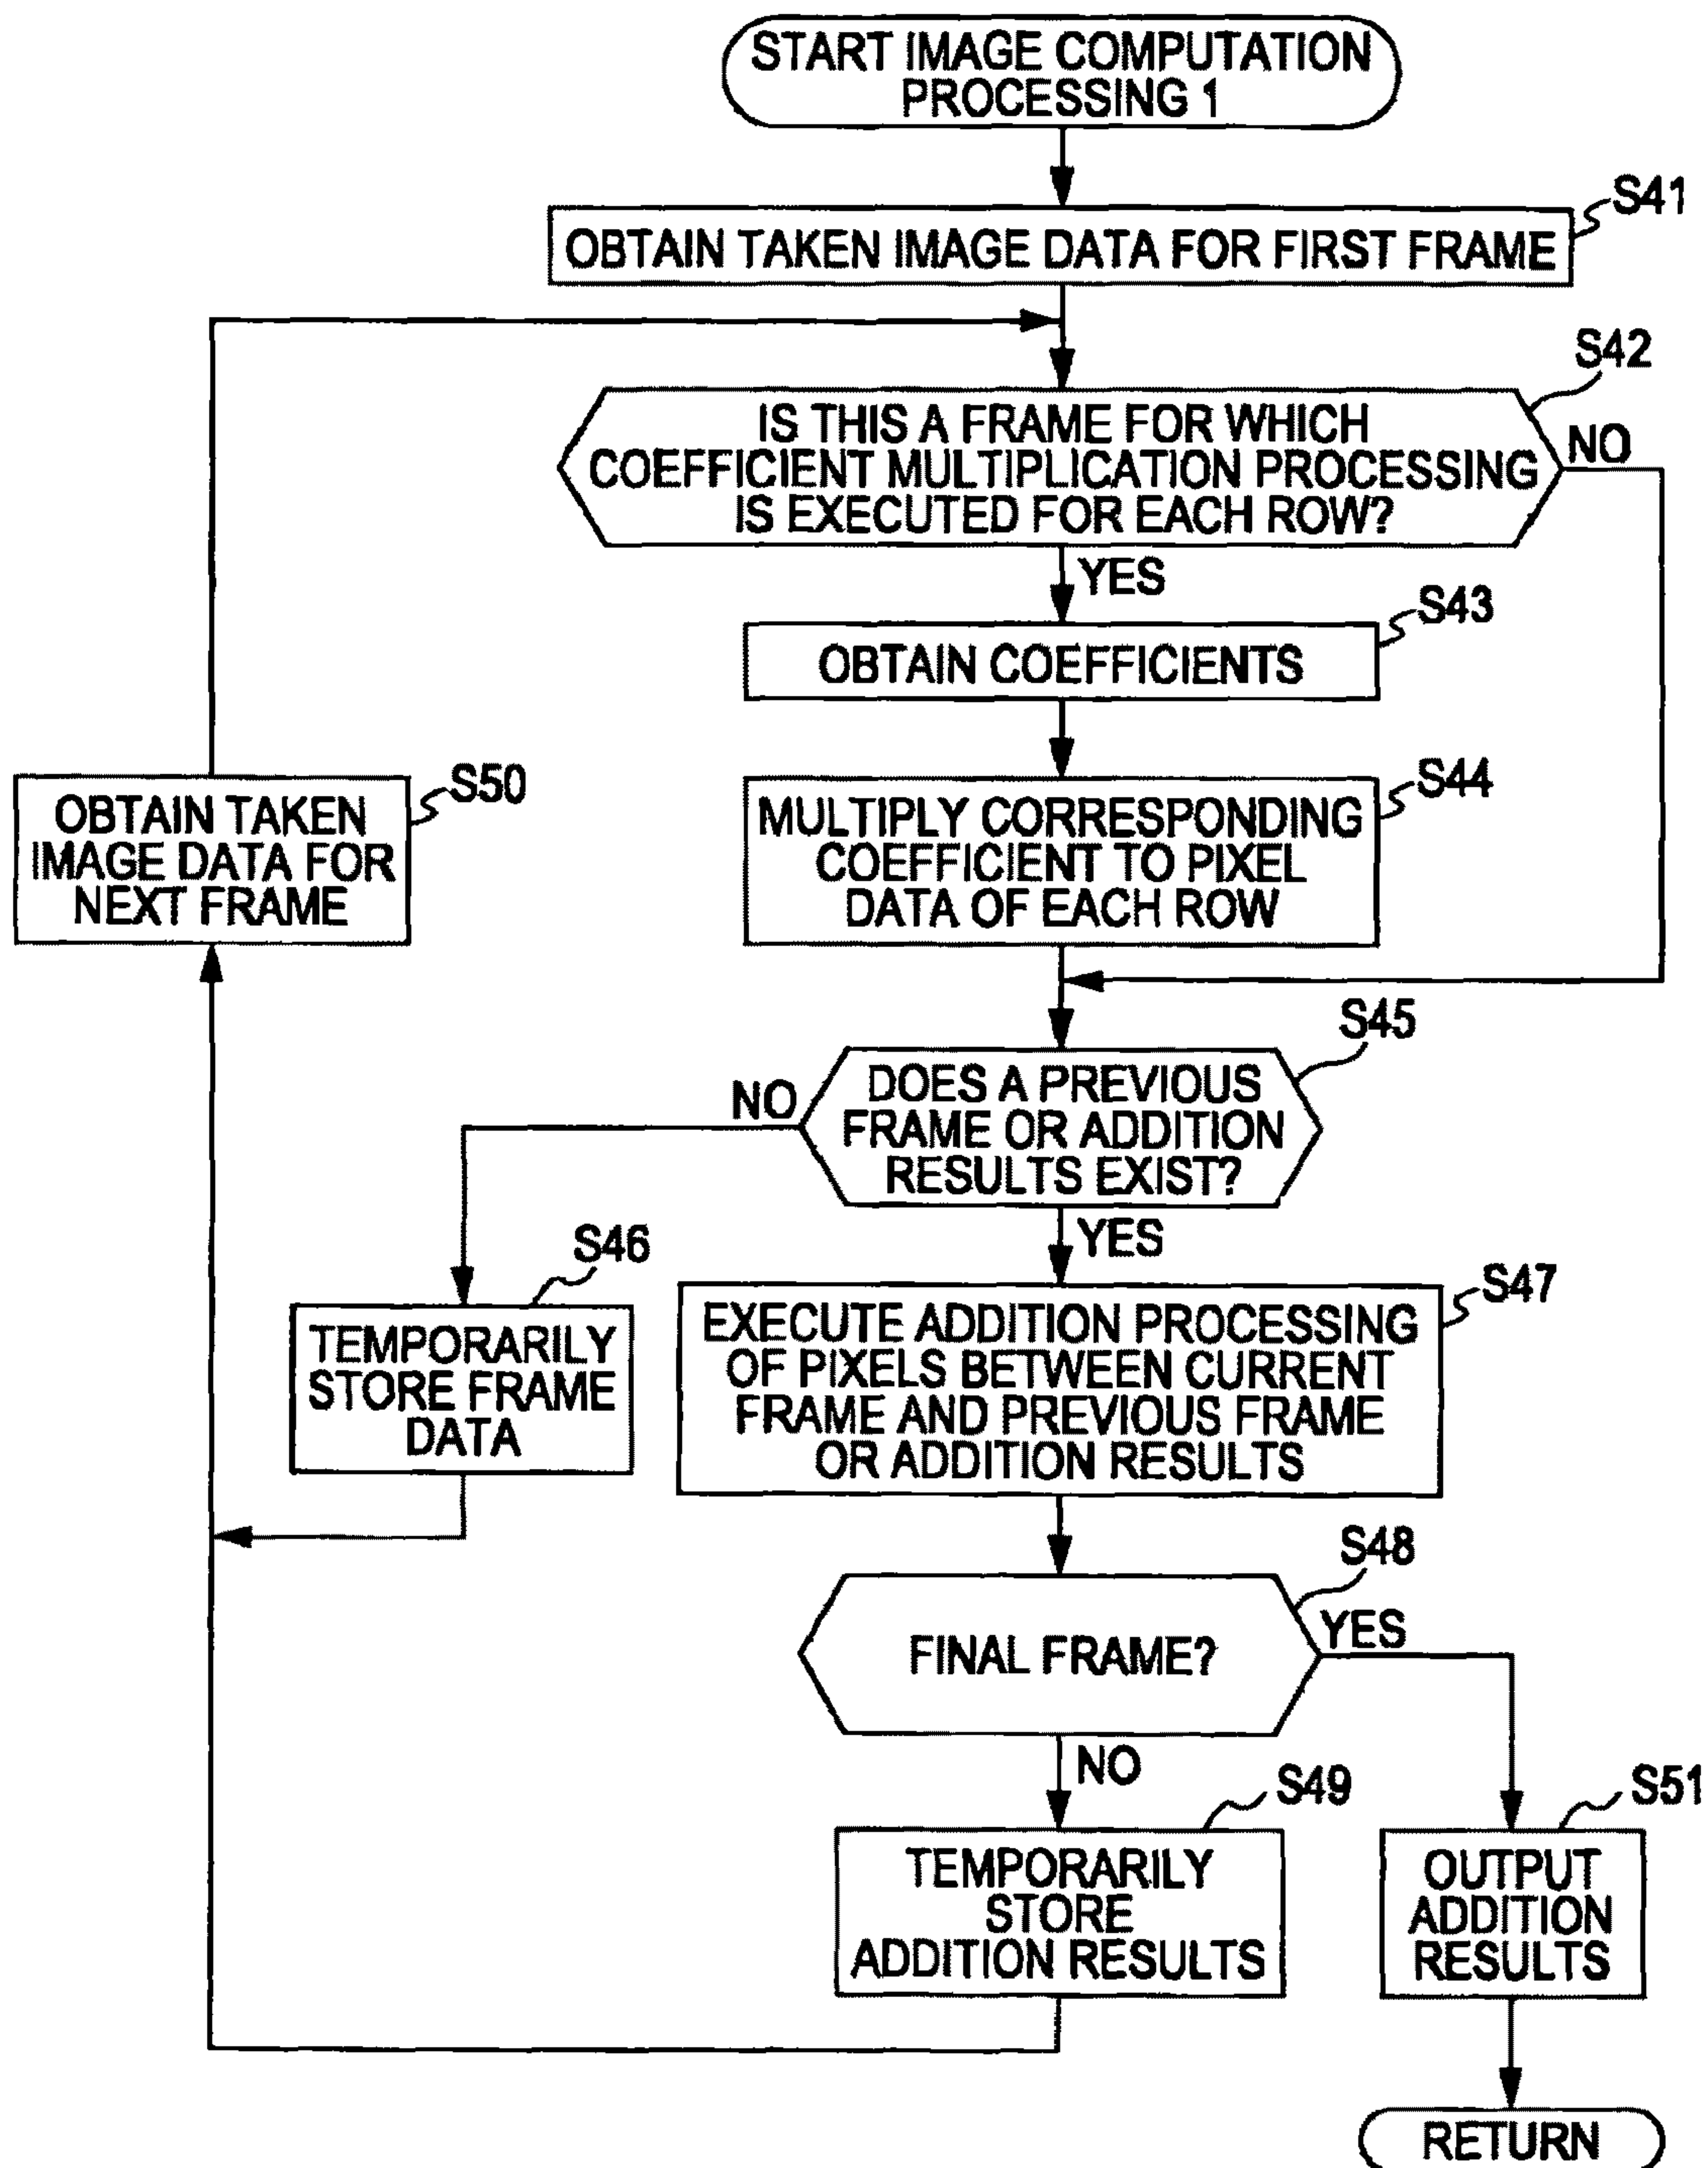 START IMAGE COMPUTATION
PROCESSING 1
S41
OBTAIN TAKEN IMAGE DATA FOR FIRST FRAME
S42
IS THIS A FRAME FOR WHICH
COEFFICIENT MULTIPLICATION PROCESSING
IS EXECUTED FOR EACH ROW?
NO
YES
S43
OBTAIN COEFFICIENTS
S50
OBTAIN TAKEN
IMAGE DATA FOR
NEXT FRAME
S44
MULTIPLY CORRESPONDING
COEFFICIENT TO PIXEL
DATA OF EACH ROW
S45
NO
DOES A PREVIOUS
FRAME OR ADDITION
RESULTS EXIST?
YES
S46
TEMPORARILY
STORE FRAME
DATA
S47
EXECUTE ADDITION PROCESSING
OF PIXELS BETWEEN CURRENT
FRAME AND PREVIOUS FRAME
OR ADDITION RESULTS
S48
FINAL FRAME?
YES
NO
S49
TEMPORARILY
STORE
ADDITION RESULTS
S51
OUTPUT
ADDITION
RESULTS
RETURN